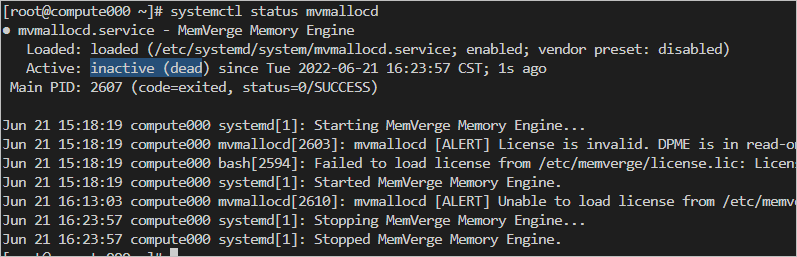 [root@compute000 ~]# systemctl status mvmallocd
● mvmallocd.service - MemVerge Memory Engine
Loaded: loaded (/etc/systemd/system/mvmallocd.service; enabled; vendor preset: disabled)
Active: inactive (dead) since Tue 2022-06-21 16:23:57 CST; 1s ago
Main PID: 2607 (code=exited, status=0/SUCCESS)
Jun 21 15:18:19 compute000 systemd[1]: Starting MemVerge Memory Engine...
Jun 21 15:18:19 compute000 mvmallocd[2603]: mvmallocd [ALERT] License is invalid. DPME is in read-o
Jun 21 15:18:19 compute000 bash[2594]: Failed to load license from /etc/memverge/license.lic: Licen
Jun 21 15:18:19 compute000 systemd[1]: Started MemVerge Memory Engine.
Jun 21 16:13:03 compute000 mvmallocd[2610]: mvmallocd [ALERT] Unable to load license from /etc/memv
Jun 21 16:23:57 compute000 systemd[1]: Stopping MemVerge Memory Engine...
Jun 21 16:23:57 compute000 systemd[1]: Stopped MemVerge Memory Engine.
[root@compute000 ~]#